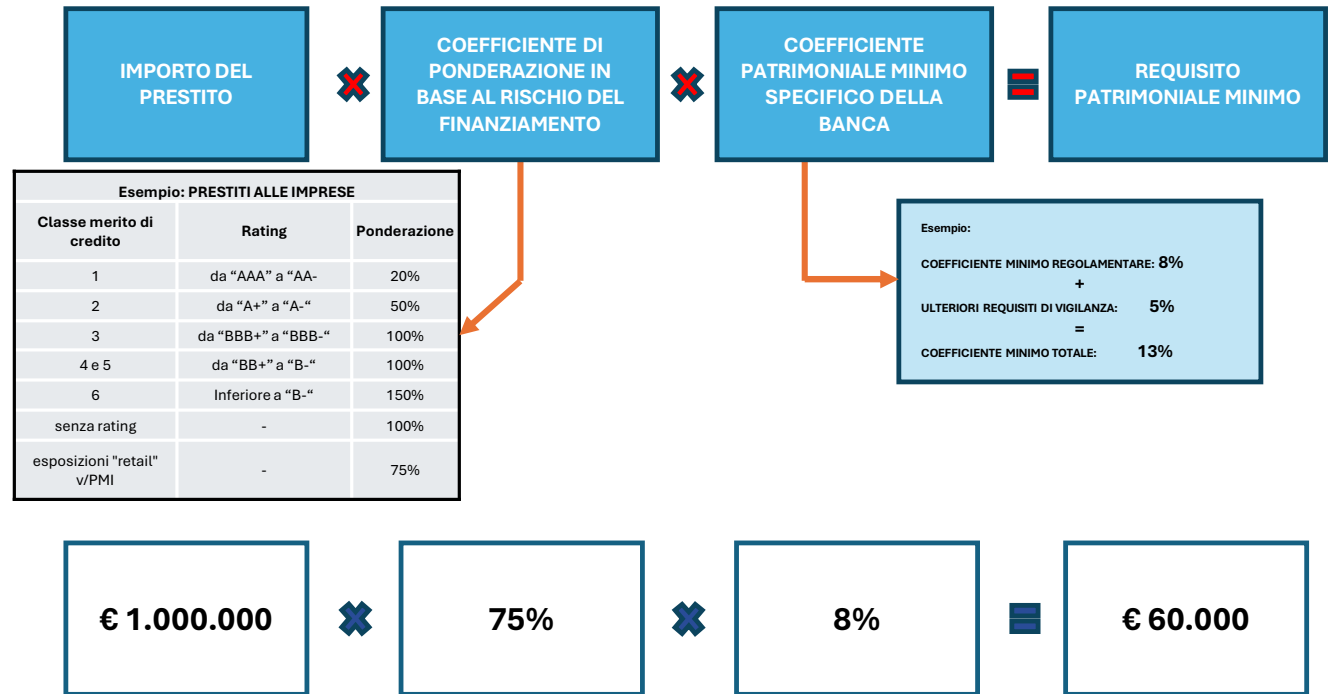 IMPORTO DEL
PRESTITO
COEFFICIENTE DI
PONDERAZIONE IN
BASE AL RISCHIO DEL
FINANZIAMENTO
COEFFICIENTE
PATRIMONIALE MINIMO
SPECIFICO DELLA
BANCA
REQUISITO
PATRIMONIALE MINIMO
Esempio: PRESTITI ALLE IMPRESE
Classe merito di
credito
Rating
Ponderazione
1 da “AAA” a “AA- 20%
2 da “A+” a “A-“ 50%
3 da “BBB+” a “BBB-“ 100%
4 e 5 da “BB+” a “B-“ 100%
6 Inferiore a “B-“ 150%
senza rating - 100%
esposizioni "retail"
v/PMI
- 75%
Esempio:
COEFFICIENTE MINIMO REGOLAMENTARE: 8%
+
ULTERIORI REQUISITI DI VIGILANZA: 5%
=
COEFFICIENTE MINIMO TOTALE: 13%
€ 1.000.000
75%
8%
€ 60.000